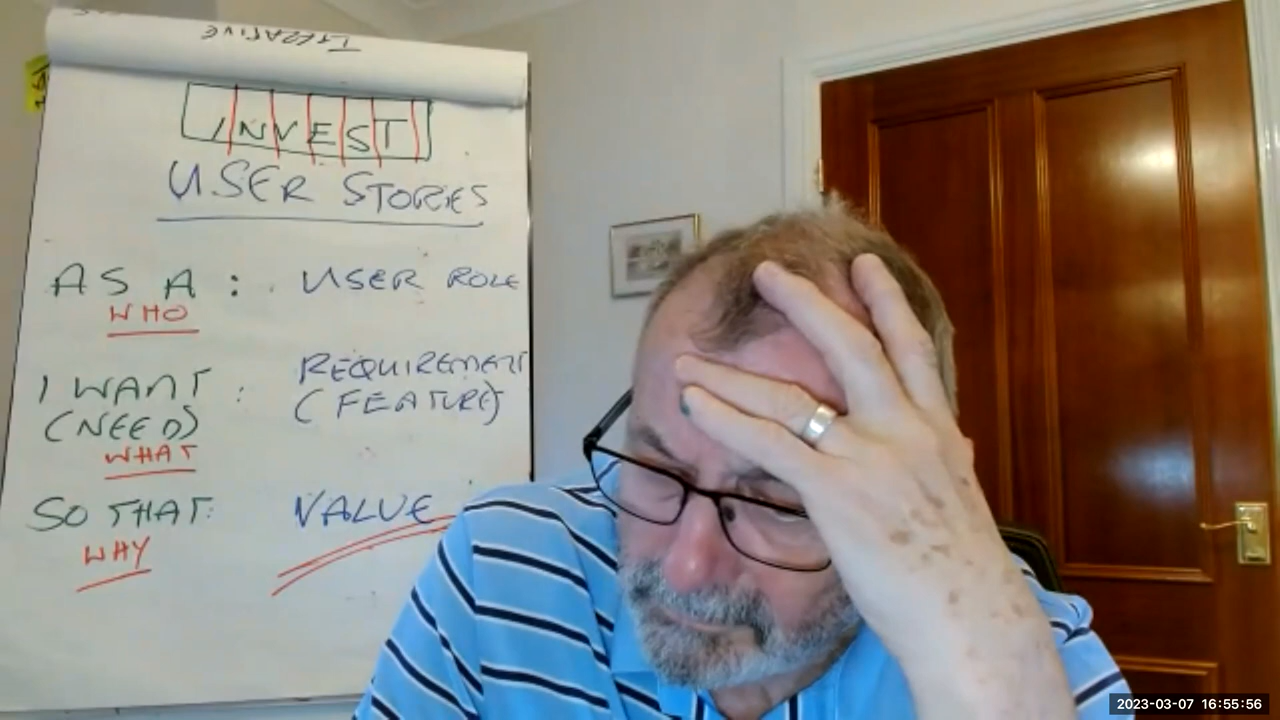 ITERATIVE
INVEST
USER STORIES
AS A : USER ROLE
WHO
I WANT : REQUIREMENT
(NEED) (FEATURE)
WHAT
SO THAT: VALUE
WHY
2023-03-07 16:55:56